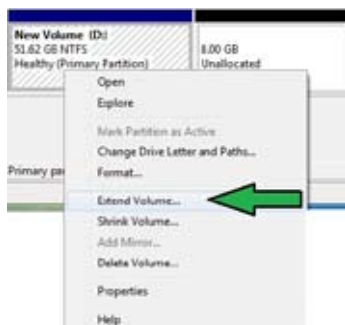 New Volume (D:)
51.62 GB NTFS
Healthy (Primary Partition)
8.00 GB
Unallocated
Open
Explore
Mark Partition as Active
Change Drive Letter and Paths...
Format...
Primary pa
Extend Volume...
Shrink Volume...
Add Mirror...
Delete Volume...
Properties
Help